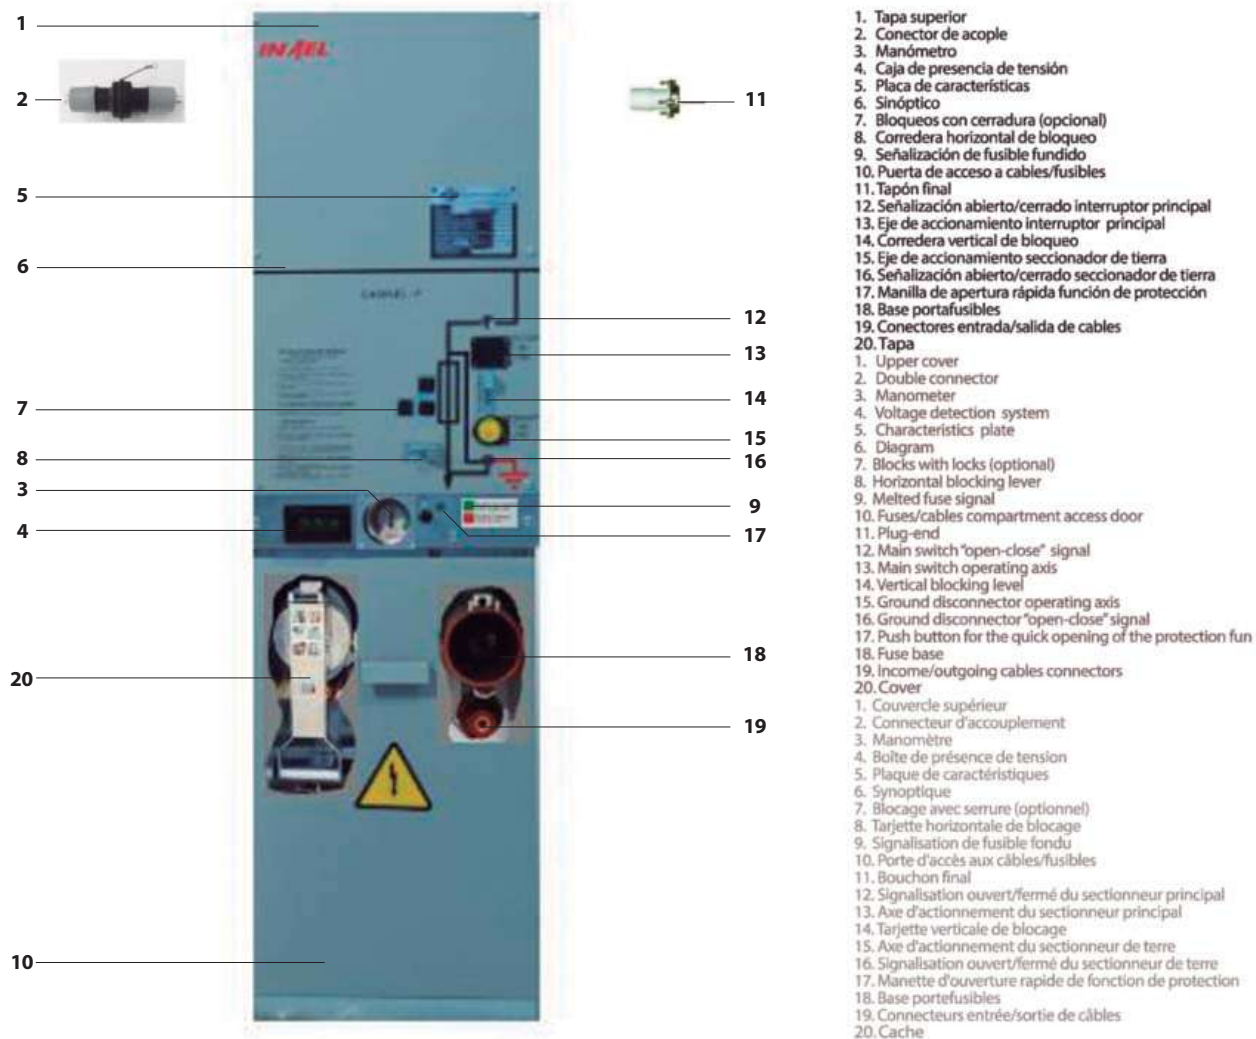 1
INAEL
2
11
5
6
12
13
14
7
15
8
16
3
9
4
17
18
20
19
10
1. Tapa superior
2. Conector de acople
3. Manómetro
4. Caja de presencia de tensión
5. Placa de características
6. Sinóptico
7. Bloqueos con cerradura (opcional)
8. Corredera horizontal de bloqueo
9. Señalización de fusible fundido
10. Puerta de acceso a cables/fusibles
11. Tapón final
12. Señalización abierto/cerrado interruptor principal
13. Eje de accionamiento interruptor principal
14. Corredera vertical de bloqueo
15. Eje de accionamiento seccionador de tierra
16. Señalización abierto/cerrado seccionador de tierra
17. Manilla de apertura rápida función de protección
18. Base portafusibles
19. Conectores entrada/salida de cables
20. Tapa
1. Upper cover
2. Double connector
3. Manometer
4. Voltage detection system
5. Characteristics plate
6. Diagram
7. Blocks with locks (optional)
8. Horizontal blocking lever
9. Melted fuse signal
10. Fuses/cables compartment access door
11. Plug-end
12. Main switch "open-close" signal
13. Main switch operating axis
14. Vertical blocking level
15. Ground disconnector operating axis
16. Ground disconnector "open-close" signal
17. Push button for the quick opening of the protection fun
18. Fuse base
19. Income/outgoing cables connectors
20. Cover
1. Couvercle supérieur
2. Connecteur d'accouplement
3. Manomètre
4. Boîte de présence de tension
5. Plaque de caractéristiques
6. Synoptique
7. Blocage avec serrure (optionnel)
8. Tarjette horizontale de blocage
9. Signalisation de fusible fondu
10. Porte d'accès aux câbles/fusibles
11. Bouchon final
12. Signalisation ouvert/fermé du sectionneur principal
13. Axe d'actionnement du sectionneur principal
14. Tarjette verticale de blocage
15. Axe d'actionnement du sectionneur de terre
16. Signalisation ouvert/fermé du sectionneur de terre
17. Manette d'ouverture rapide de fonction de protection
18. Base portefusibles
19. Connecteurs entrée/sortie de câbles
20. Cache